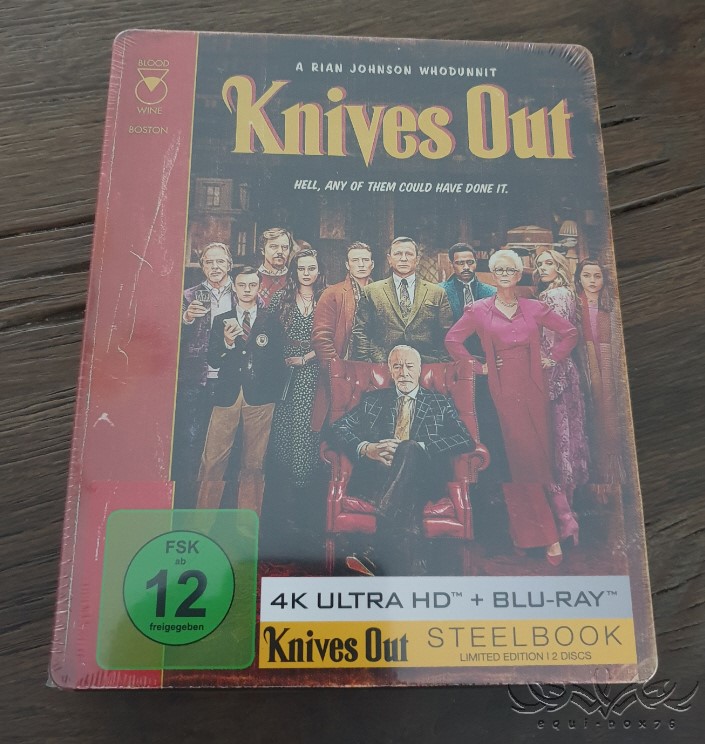 BLOOD
WINE
BOSTON
A RIAN JOHNSON WHODUNNIT
Knives Out
HELL, ANY OF THEM COULD HAVE DONE IT.
FSK
ab
12
freigegeben
4K ULTRA HD™ + BLU-RAY™
Knives Out STEELBOOK
LIMITED EDITION | 2 DISCS
equi-nox75